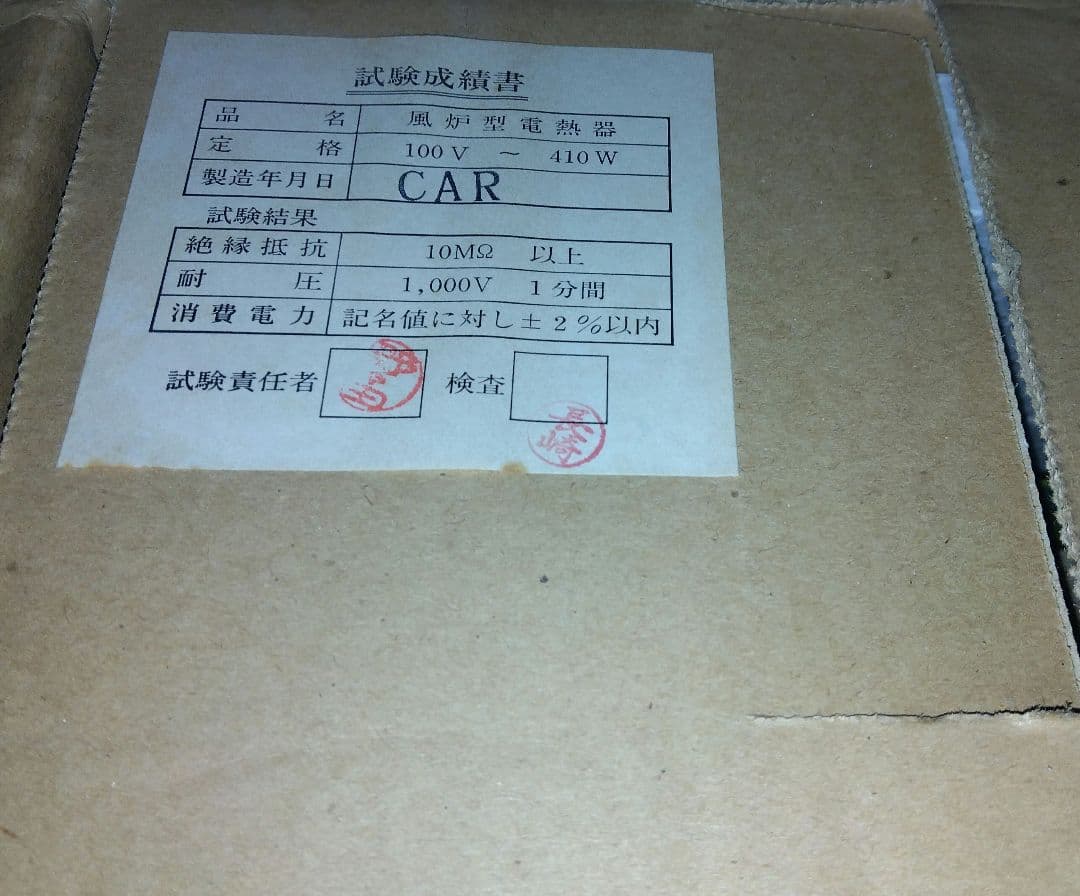 試験成績書
品名 風炉型電熱器
定格 100V ～ 410W
製造年月日 CAR
試験結果
絶縁抵抗 10MΩ 以上
耐圧 1,000V 1分間
消費電力 記名値に対し±2%以内
試験責任者 検査
長崎